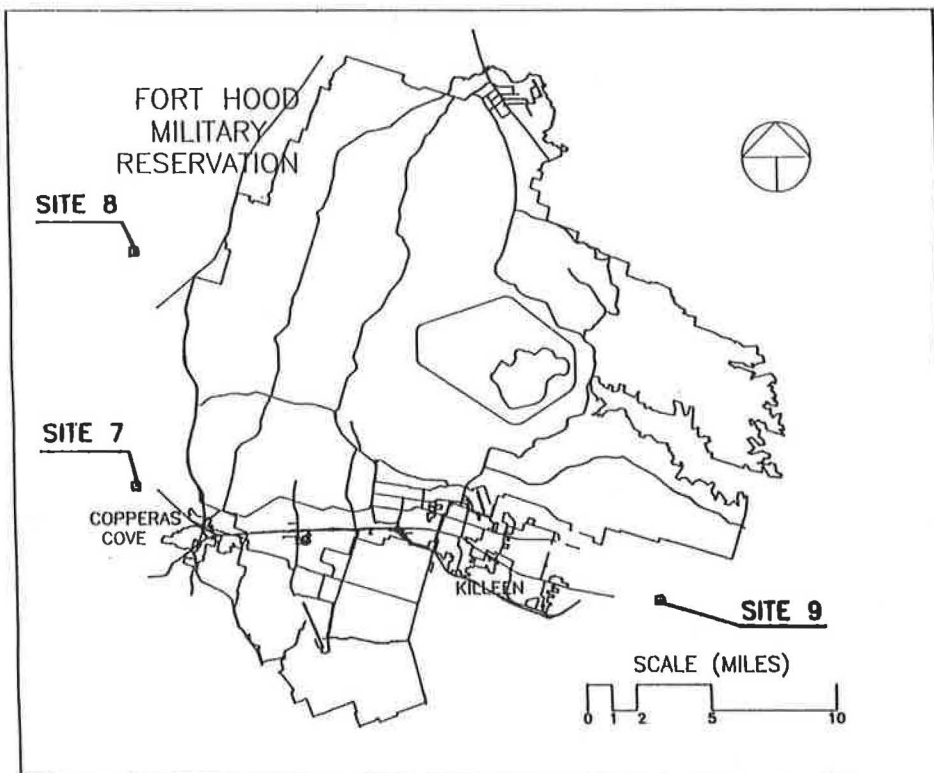 FORT HOOD
MILITARY
RESERVATION
SITE 8
SITE 7
COPPERAS
COVE
KILLEEN
SITE 9
SCALE (MILES)
0 1 2 5 10